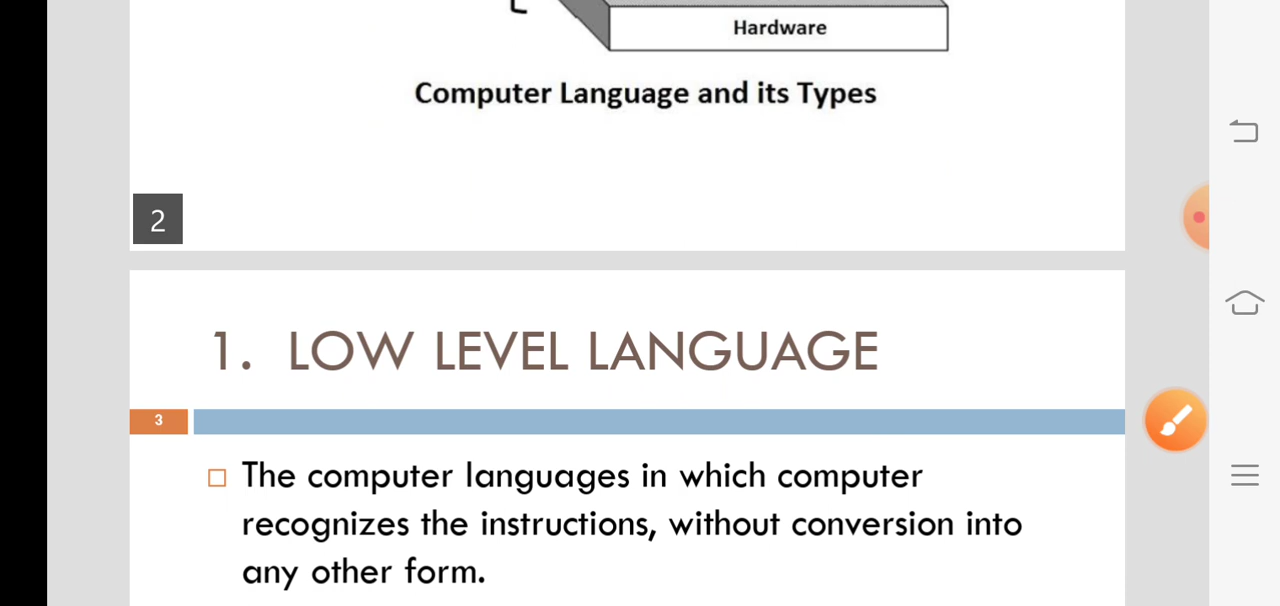 Hardware
Computer Language and its Types
2
1. LOW LEVEL LANGUAGE
3
The computer languages in which computer
recognizes the instructions, without conversion into
any other form.